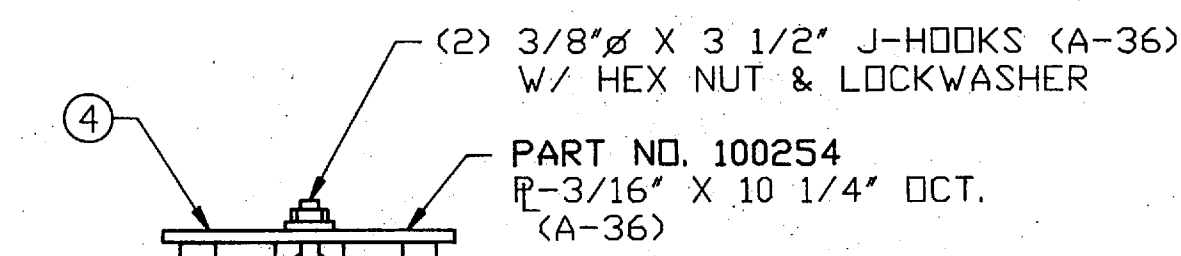 (2) 3/8"ø X 3 1/2" J-HOOKS (A-36)
W/ HEX NUT & LOCKWASHER
4
PART NO. 100254
PL-3/16" X 10 1/4" OCT.
(A-36)